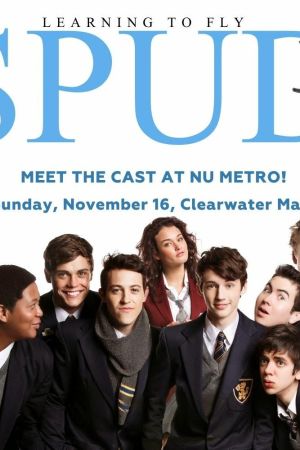 LEARNING TO FLY
SPUD
MEET THE CAST AT NU METRO!
unday, November 16, Clearwater Ma